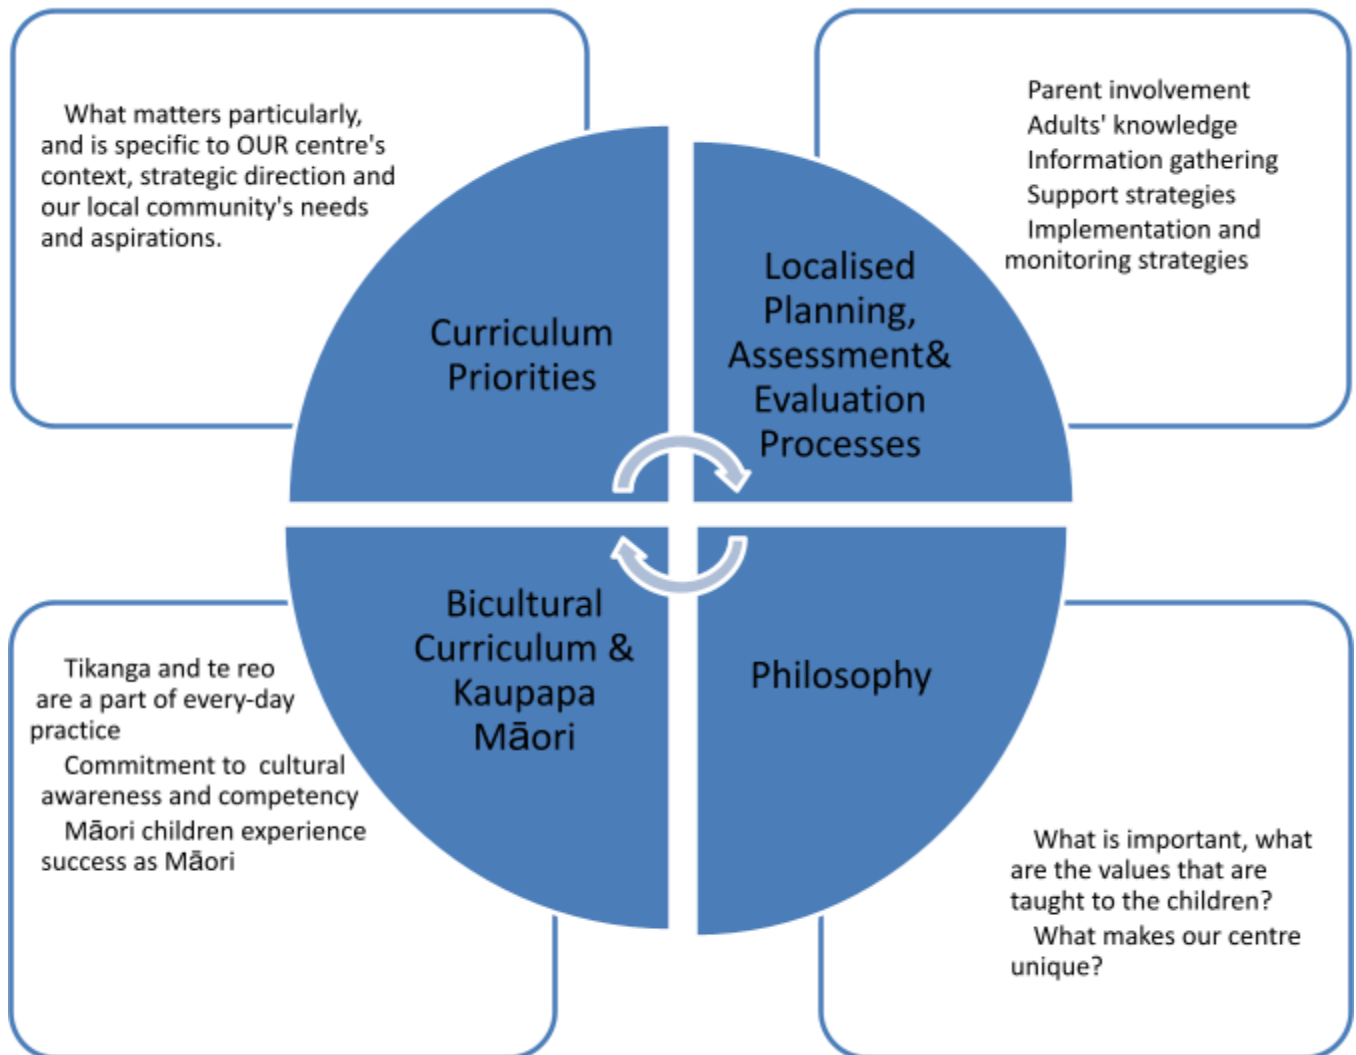 What matters particularly,
and is specific to OUR centre's
context, strategic direction and
our local community's needs
and aspirations.
Curriculum
Priorities
Parent involvement
Adults' knowledge
Information gathering
Support strategies
Implementation and
monitoring strategies
Localised
Planning,
Assessment&
Evaluation
Processes
Tikanga and te reo
are a part of every-day
practice
Commitment to  cultural
awareness and competency
Māori children experience
success as Māori
Bicultural
Curriculum &
Kaupapa
Māori
Philosophy
What is important, what
are the values that are
taught to the children?
What makes our centre
unique?